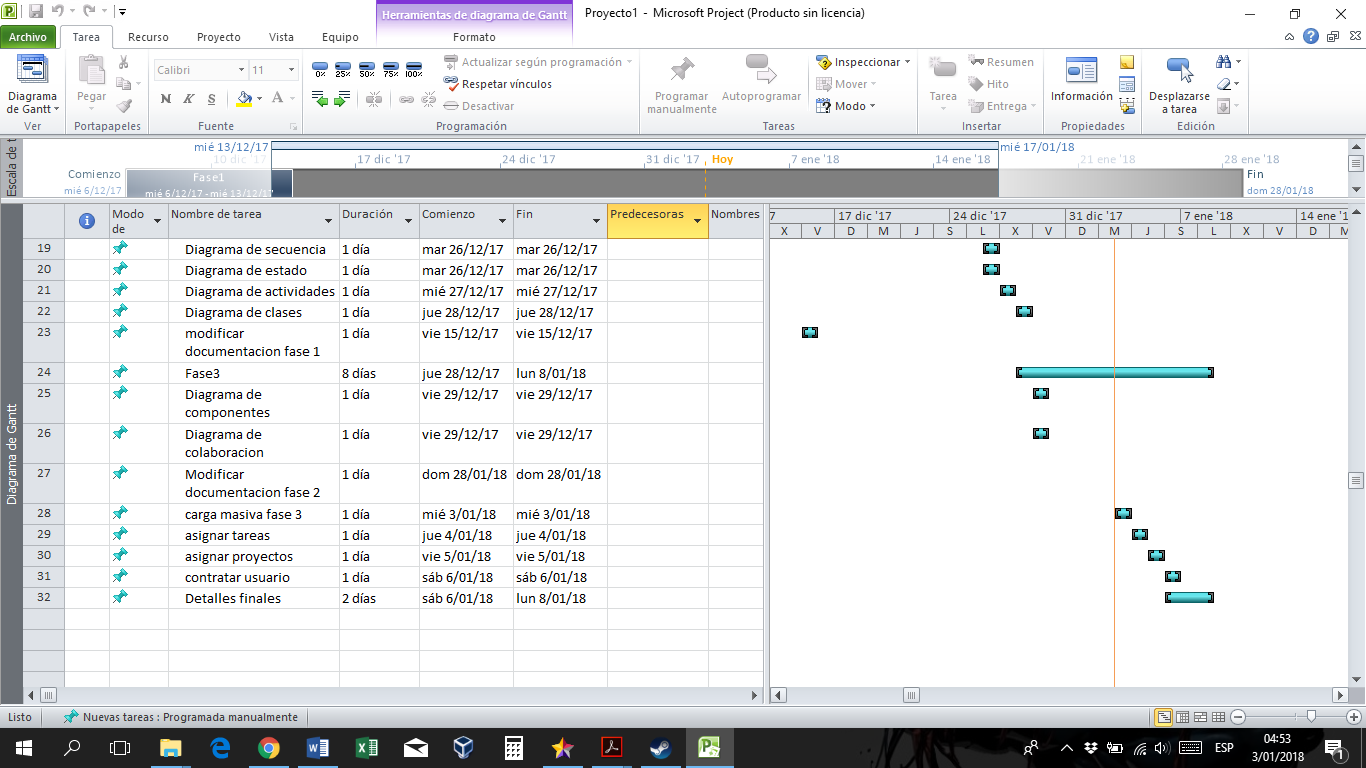 Herramientas de diagrama de Gantt
Proyecto1 - Microsoft Project (Producto sin licencia)
Archivo Tarea Recurso Proyecto Vista Equipo Formato
Diagrama de Gantt
Ver
Pegar
Portapapeles
Calibri 11
N K S
Fuente
0% 25% 50% 75% 100%
Actualizar según programación
Respetar vínculos
Desactivar
Programación
Programar manualmente
Autoprogramar
Inspeccionar
Mover
Modo
Tareas
Tarea
Resumen
Hito
Entrega
Insertar
Información
Propiedades
Desplazarse a tarea
Edición
Escala de t
mié 13/12/17 mié 17/01/18
10 dic '17 17 dic '17 24 dic '17 31 dic '17 Hoy 7 ene '18 14 ene '18 21 ene '18 28 ene '18
Comienzo
mié 6/12/17
Fase1
mié 6/12/17 - mié 13/12/17
Fin
dom 28/01/18
Modo de Nombre de tarea Duración Comienzo Fin Predecesoras Nombres
7 17 dic '17 24 dic '17 31 dic '17 7 ene '18 14 ene '1
X V D M J S L X V D M J S L X V D M
19 Diagrama de secuencia 1 día mar 26/12/17 mar 26/12/17
20 Diagrama de estado 1 día mar 26/12/17 mar 26/12/17
21 Diagrama de actividades 1 día mié 27/12/17 mié 27/12/17
22 Diagrama de clases 1 día jue 28/12/17 jue 28/12/17
23 modificar 1 día vie 15/12/17 vie 15/12/17
documentacion fase 1
24 Fase3 8 días jue 28/12/17 lun 8/01/18
25 Diagrama de 1 día vie 29/12/17 vie 29/12/17
componentes
26 Diagrama de 1 día vie 29/12/17 vie 29/12/17
colaboracion
27 Modificar 1 día dom 28/01/18 dom 28/01/18
documentacion fase 2
28 carga masiva fase 3 1 día mié 3/01/18 mié 3/01/18
29 asignar tareas 1 día jue 4/01/18 jue 4/01/18
30 asignar proyectos 1 día vie 5/01/18 vie 5/01/18
31 contratar usuario 1 día sáb 6/01/18 sáb 6/01/18
32 Detalles finales 2 días sáb 6/01/18 lun 8/01/18
Diagrama de Gantt
Listo Nuevas tareas : Programada manualmente
ESP
04:53
3/01/2018
1